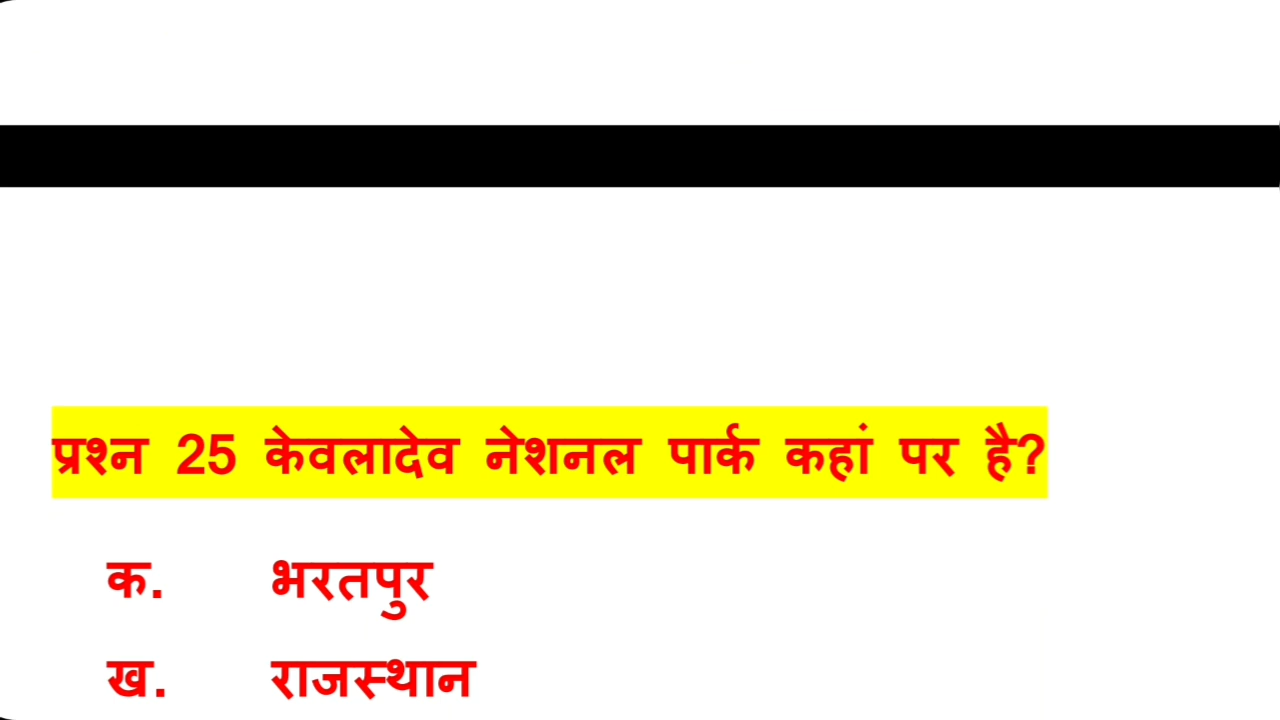 प्रश्न 25 केवलादेव नेशनल पार्क कहां पर है?
क. भरतपुर
ख. राजस्थान